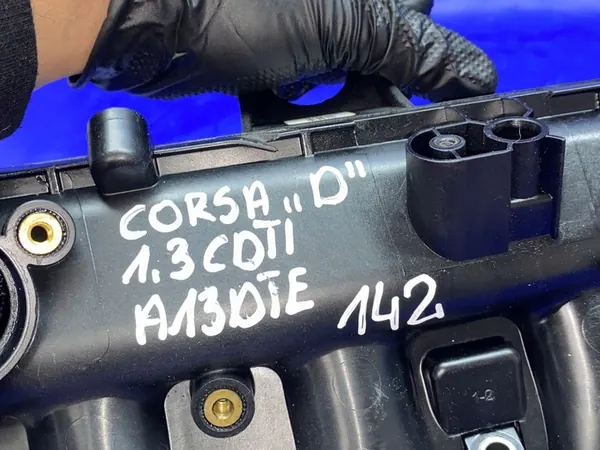 CORSA „D"
1.3 CDTI
A13DTE 142
1-2